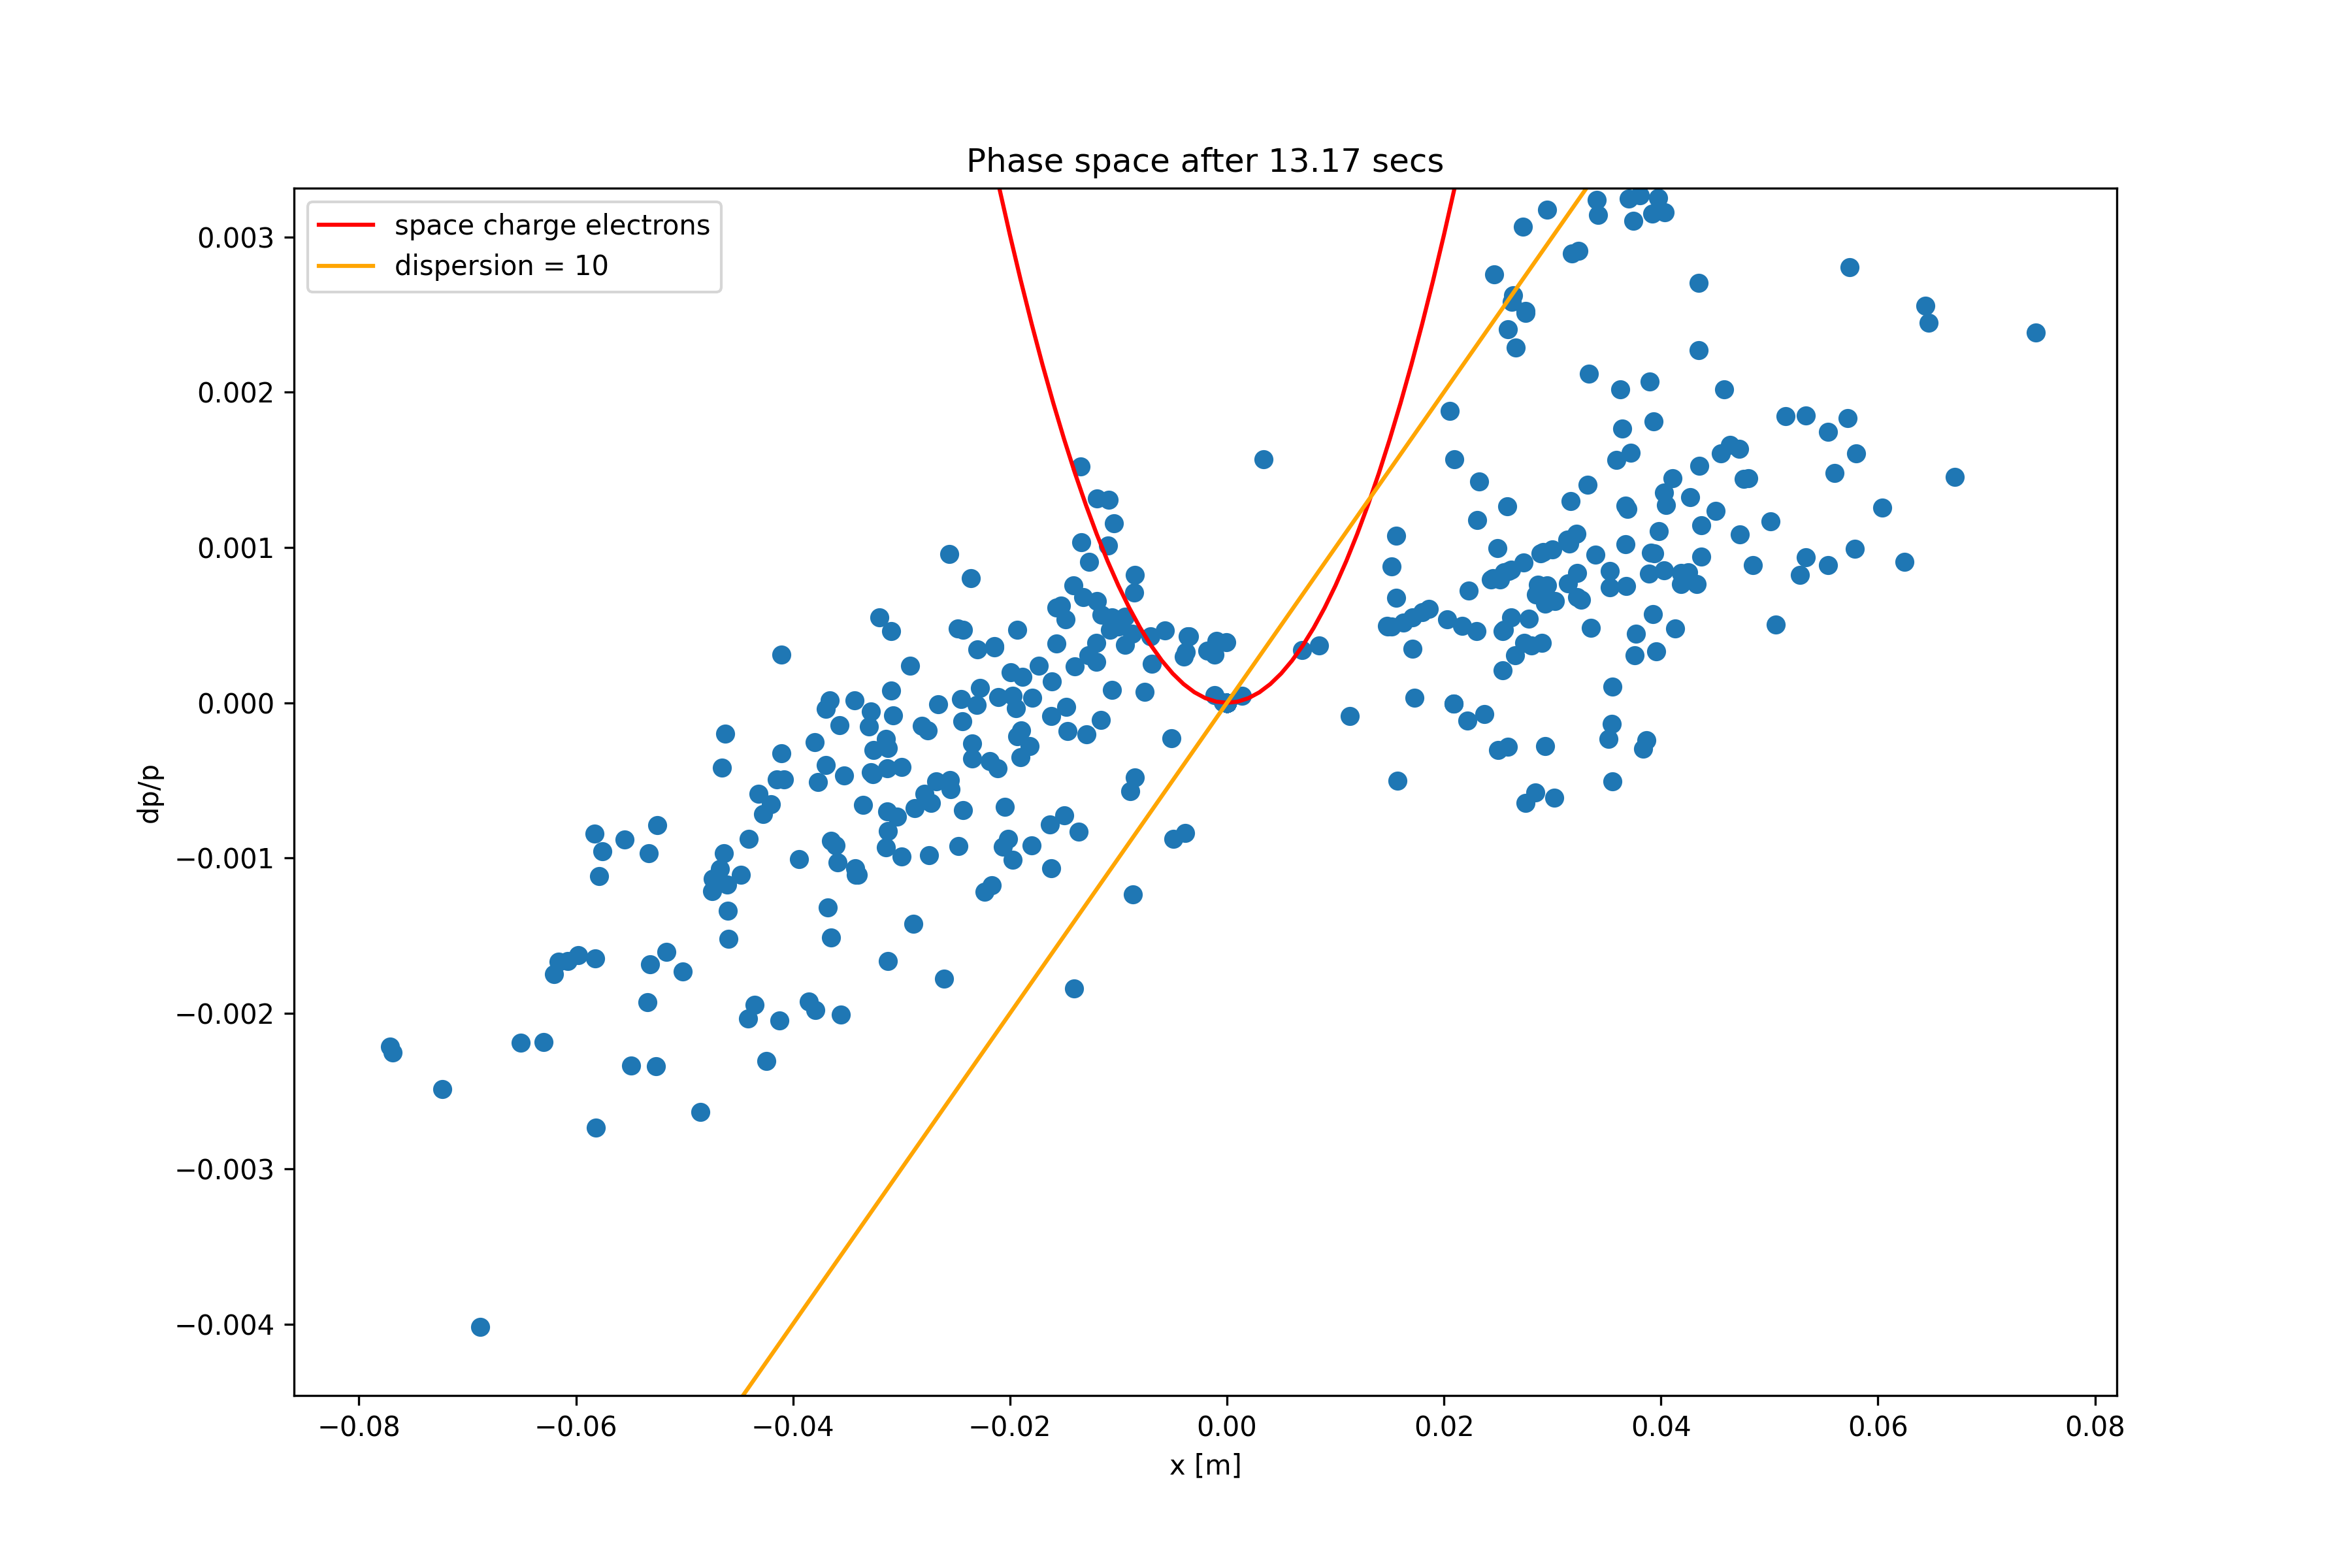 Phase space after 13.17 secs
space charge electrons
dispersion = 10
0.003
0.002
0.001
0.000
−0.001
−0.002
−0.003
−0.004
dp/p
−0.08 −0.06 −0.04 −0.02 0.00 0.02 0.04 0.06 0.08
x [m]